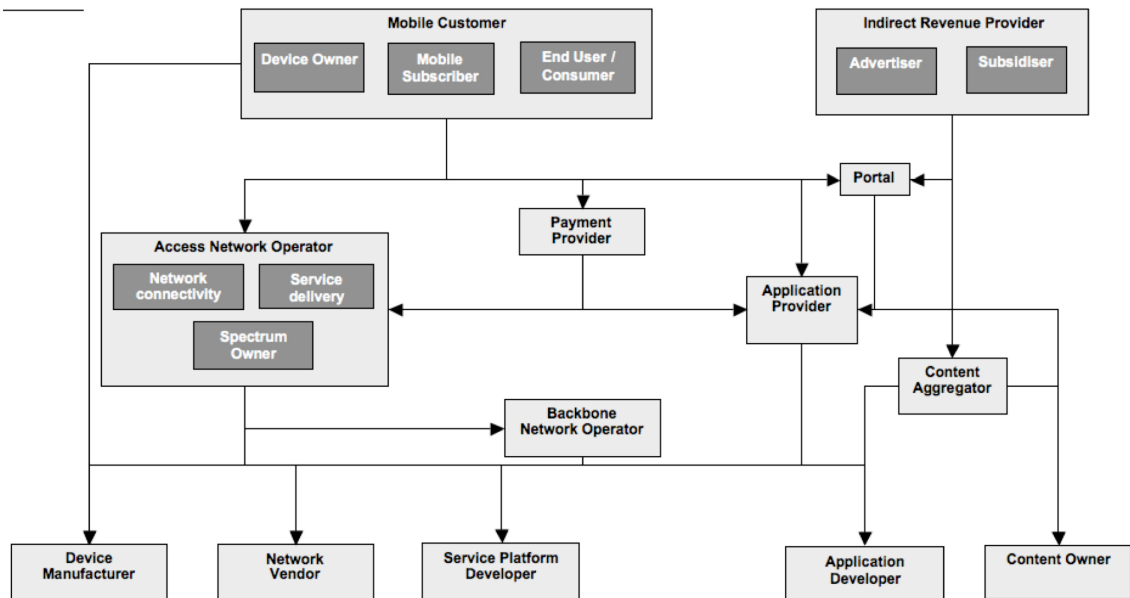 Mobile Customer
Indirect Revenue Provider
Device Owner
Mobile
Subscriber
End User /
Consumer
Advertiser
Subsidiser
Portal
Payment
Provider
Access Network Operator
Network
connectivity
Service
delivery
Spectrum
Owner
Application
Provider
Content
Aggregator
Backbone
Network Operator
Device
Manufacturer
Network
Vendor
Service Platform
Developer
Application
Developer
Content Owner